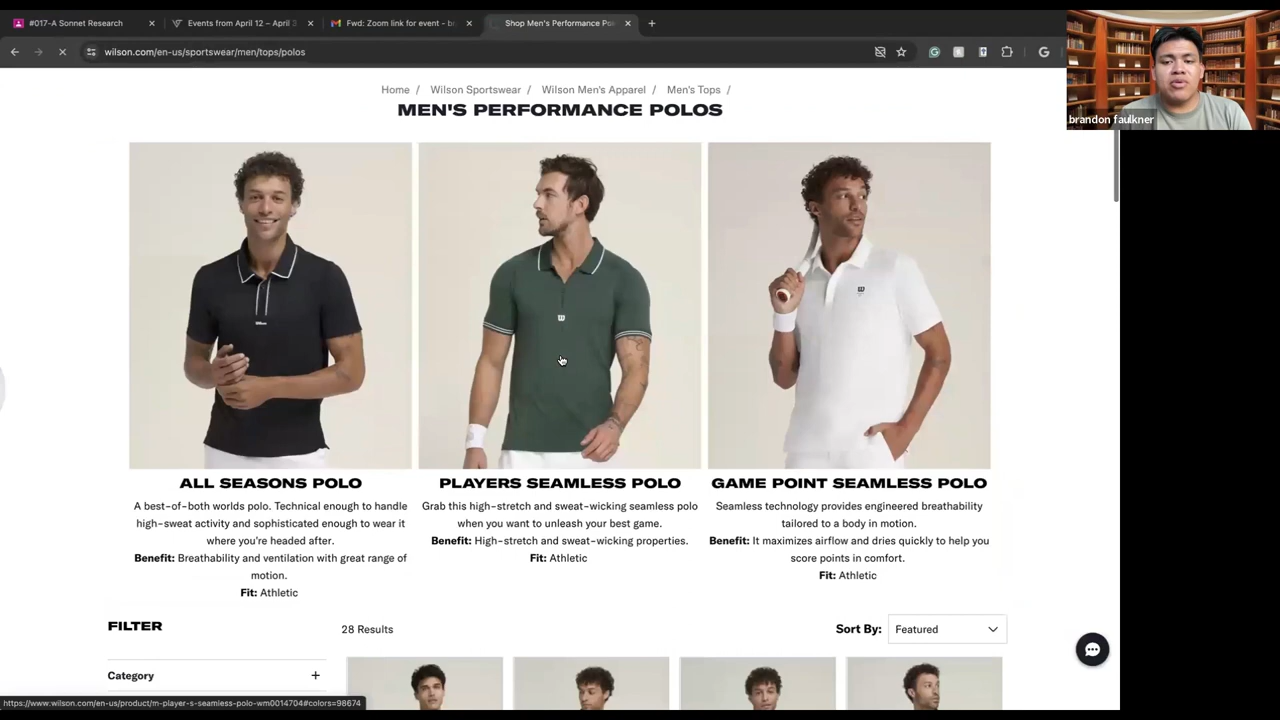 #017-A Sonnet Research
Events from April 12 – April 3
Fwd: Zoom link for event - br
Shop Men's Performance Po
wilson.com/en-us/sportswear/men/tops/polos
brandon faulkner
Home / Wilson Sportswear / Wilson Men's Apparel / Men's Tops /
MEN'S PERFORMANCE POLOS
ALL SEASONS POLO
A best-of-both worlds polo. Technical enough to handle
high-sweat activity and sophisticated enough to wear it
where you're headed after.
Benefit: Breathability and ventilation with great range of
motion.
Fit: Athletic
PLAYERS SEAMLESS POLO
Grab this high-stretch and sweat-wicking seamless polo
when you want to unleash your best game.
Benefit: High-stretch and sweat-wicking properties.
Fit: Athletic
GAME POINT SEAMLESS POLO
Seamless technology provides engineered breathability
tailored to a body in motion.
Benefit: It maximizes airflow and dries quickly to help you
score points in comfort.
Fit: Athletic
FILTER
28 Results
Sort By: Featured
Category +
https://www.wilson.com/en-us/product/m-player-s-seamless-polo-wm0014704#colors=98674